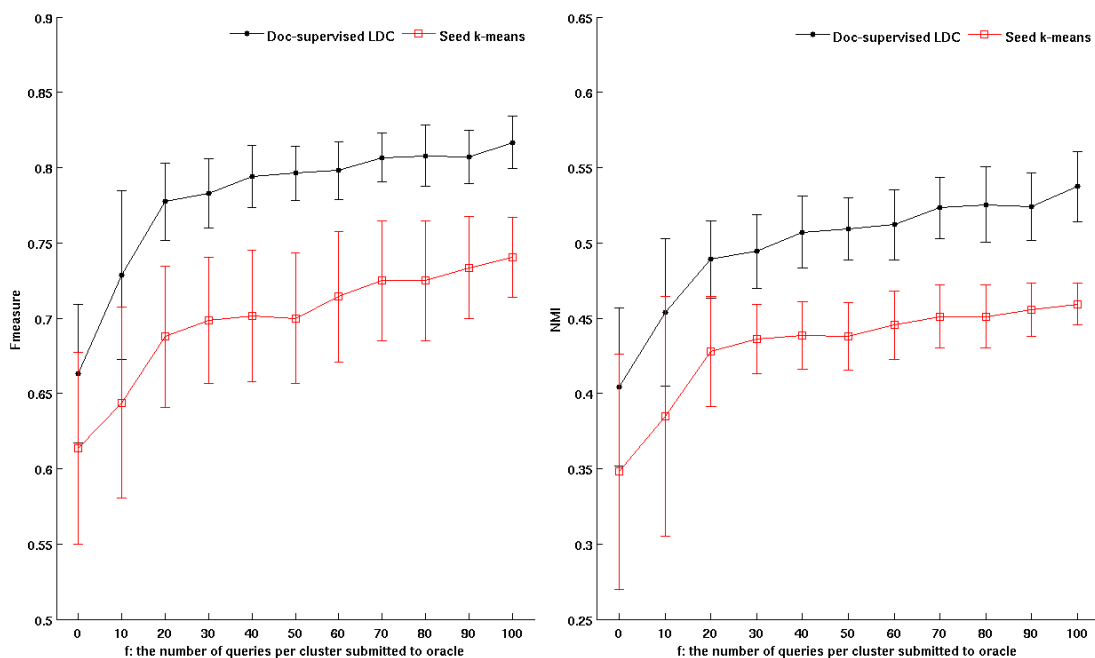 0.9
0.85
0.8
0.75
0.7
0.65
0.6
0.55
0.5
Fmeasure
Doc-supervised LDC
Seed k-means
0 10 20 30 40 50 60 70 80 90 100
f: the number of queries per cluster submitted to oracle
0.65
0.6
0.55
0.5
0.45
0.4
0.35
0.3
0.25
NMI
Doc-supervised LDC
Seed k-means
0 10 20 30 40 50 60 70 80 90 100
f: the number of queries per cluster submitted to oracle